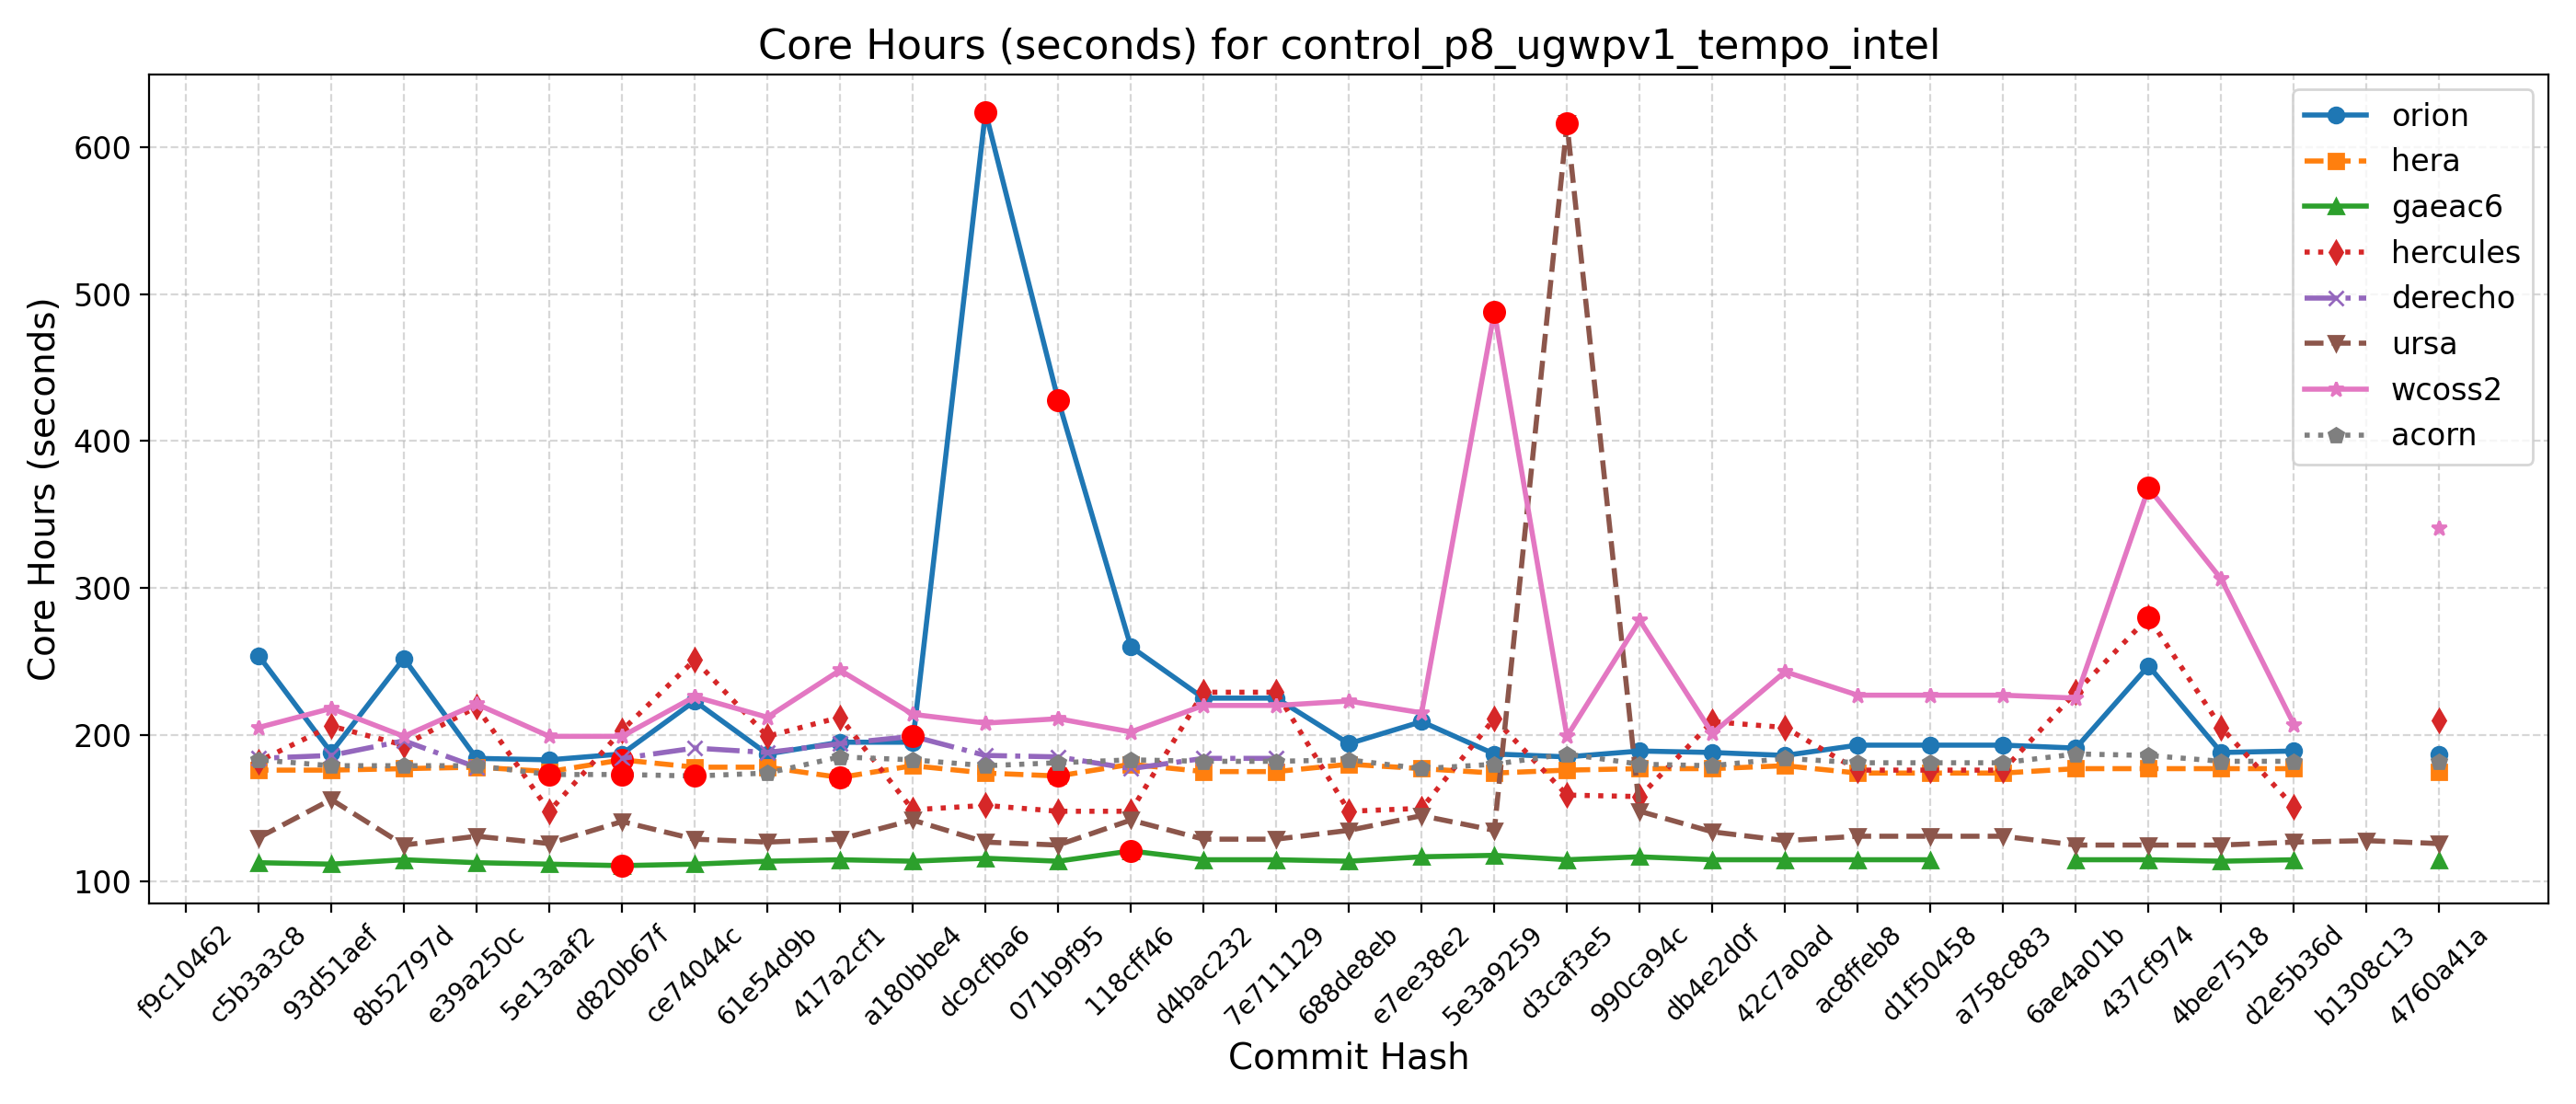 Core Hours (seconds) for control_p8_ugwpv1_tempo_intel
Core Hours (seconds)
600
500
400
300
200
100
orion
hera
gaeac6
hercules
derecho
ursa
wcoss2
acorn
f9c10462
c5b3a3c8
93d51aef
8b52797d
e39a250c
5e13aaf2
d820b67f
ce74044c
61e54d9b
417a2cf1
a180bbe4
dc9cfba6
071b9f95
118cff46
d4bac232
7e711129
688de8eb
e7ee38e2
5e3a9259
d3caf3e5
990ca94c
db4e2d0f
42c7a0ad
ac8ffeb8
d1f50458
a758c883
6ae4a01b
437cf974
4bee7518
d2e5b36d
b1308c13
4760a41a
Commit Hash